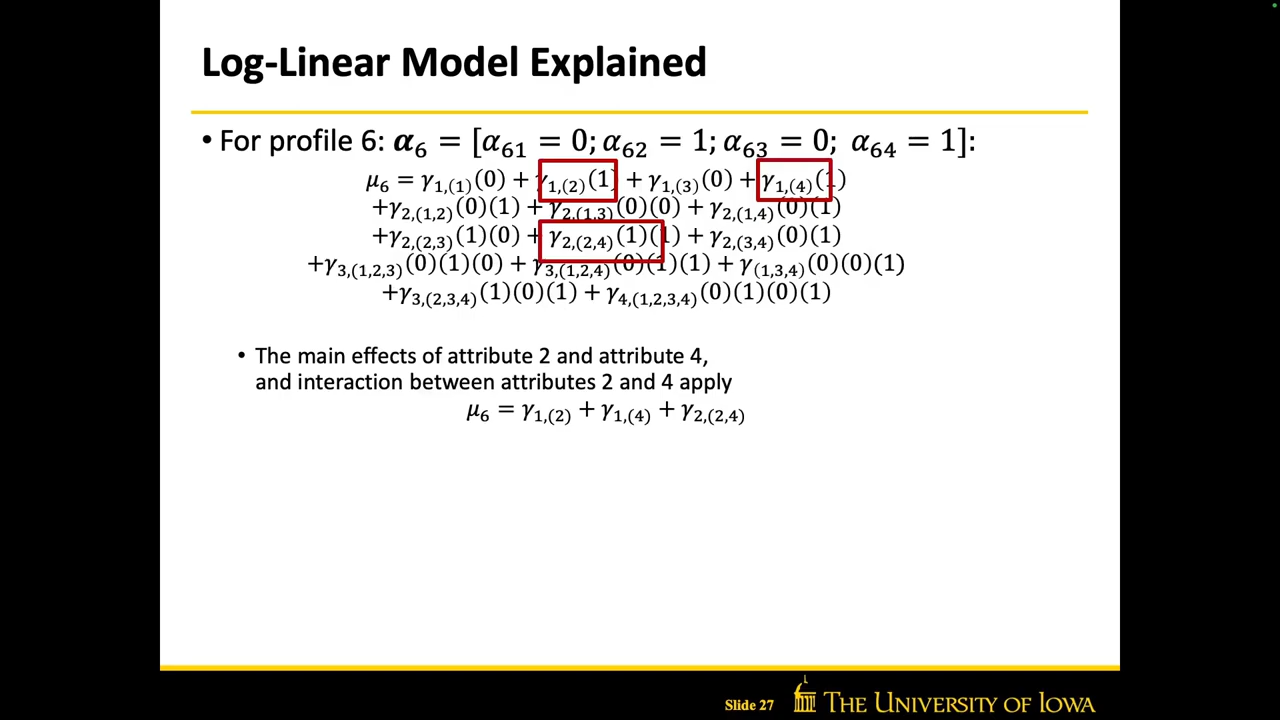 Log-Linear Model Explained
• For profile 6: 𝜶₆ = [α₆₁ = 0; α₆₂ = 1; α₆₃ = 0; α₆₄ = 1]:
μ₆ = γ₁,₍₁₎(0) + γ₁,₍₂₎(1) + γ₁,₍₃₎(0) + γ₁,₍₄₎(1)
+γ₂,₍₁,₂₎(0)(1) + γ₂,₍₁,₃₎(0)(0) + γ₂,₍₁,₄₎(0)(1)
+γ₂,₍₂,₃₎(1)(0) + γ₂,₍₂,₄₎(1)(1) + γ₂,₍₃,₄₎(0)(1)
+γ₃,₍₁,₂,₃₎(0)(1)(0) + γ₃,₍₁,₂,₄₎(0)(1)(1) + γ₍₁,₃,₄₎(0)(0)(1)
+γ₃,₍₂,₃,₄₎(1)(0)(1) + γ₄,₍₁,₂,₃,₄₎(0)(1)(0)(1)
• The main effects of attribute 2 and attribute 4,
and interaction between attributes 2 and 4 apply
μ₆ = γ₁,₍₂₎ + γ₁,₍₄₎ + γ₂,₍₂,₄₎
Slide 27
THE UNIVERSITY OF IOWA